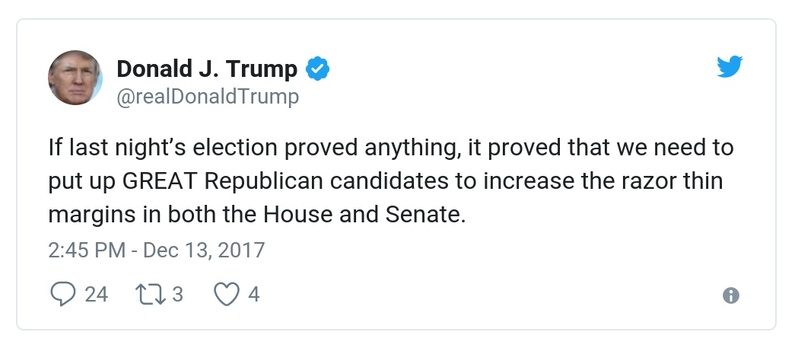 Donald J. Trump
@realDonaldTrump
If last night’s election proved anything, it proved that we need to
put up GREAT Republican candidates to increase the razor thin
margins in both the House and Senate.
2:45 PM - Dec 13, 2017
24 3 4